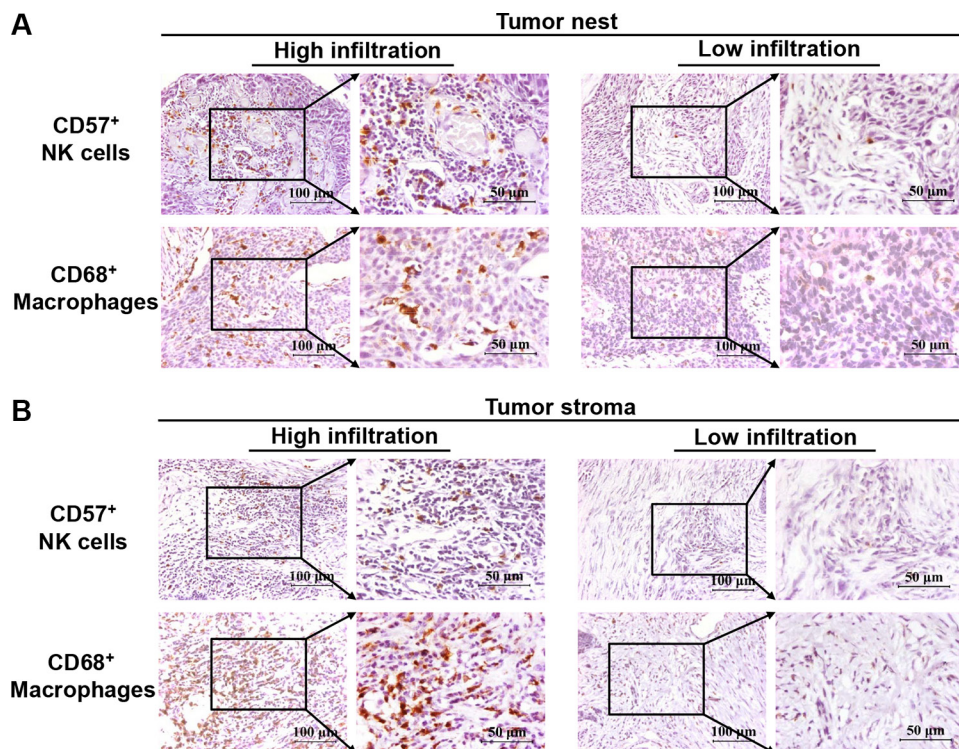 A
Tumor nest
High infiltration
Low infiltration
CD57+
NK cells
100 µm
50 µm
100 µm
50 µm
CD68+
Macrophages
100 µm
50 µm
100 µm
50 µm
B
Tumor stroma
High infiltration
Low infiltration
CD57+
NK cells
100 µm
50 µm
100 µm
50 µm
CD68+
Macrophages
100 µm
50 µm
100 µm
50 µm